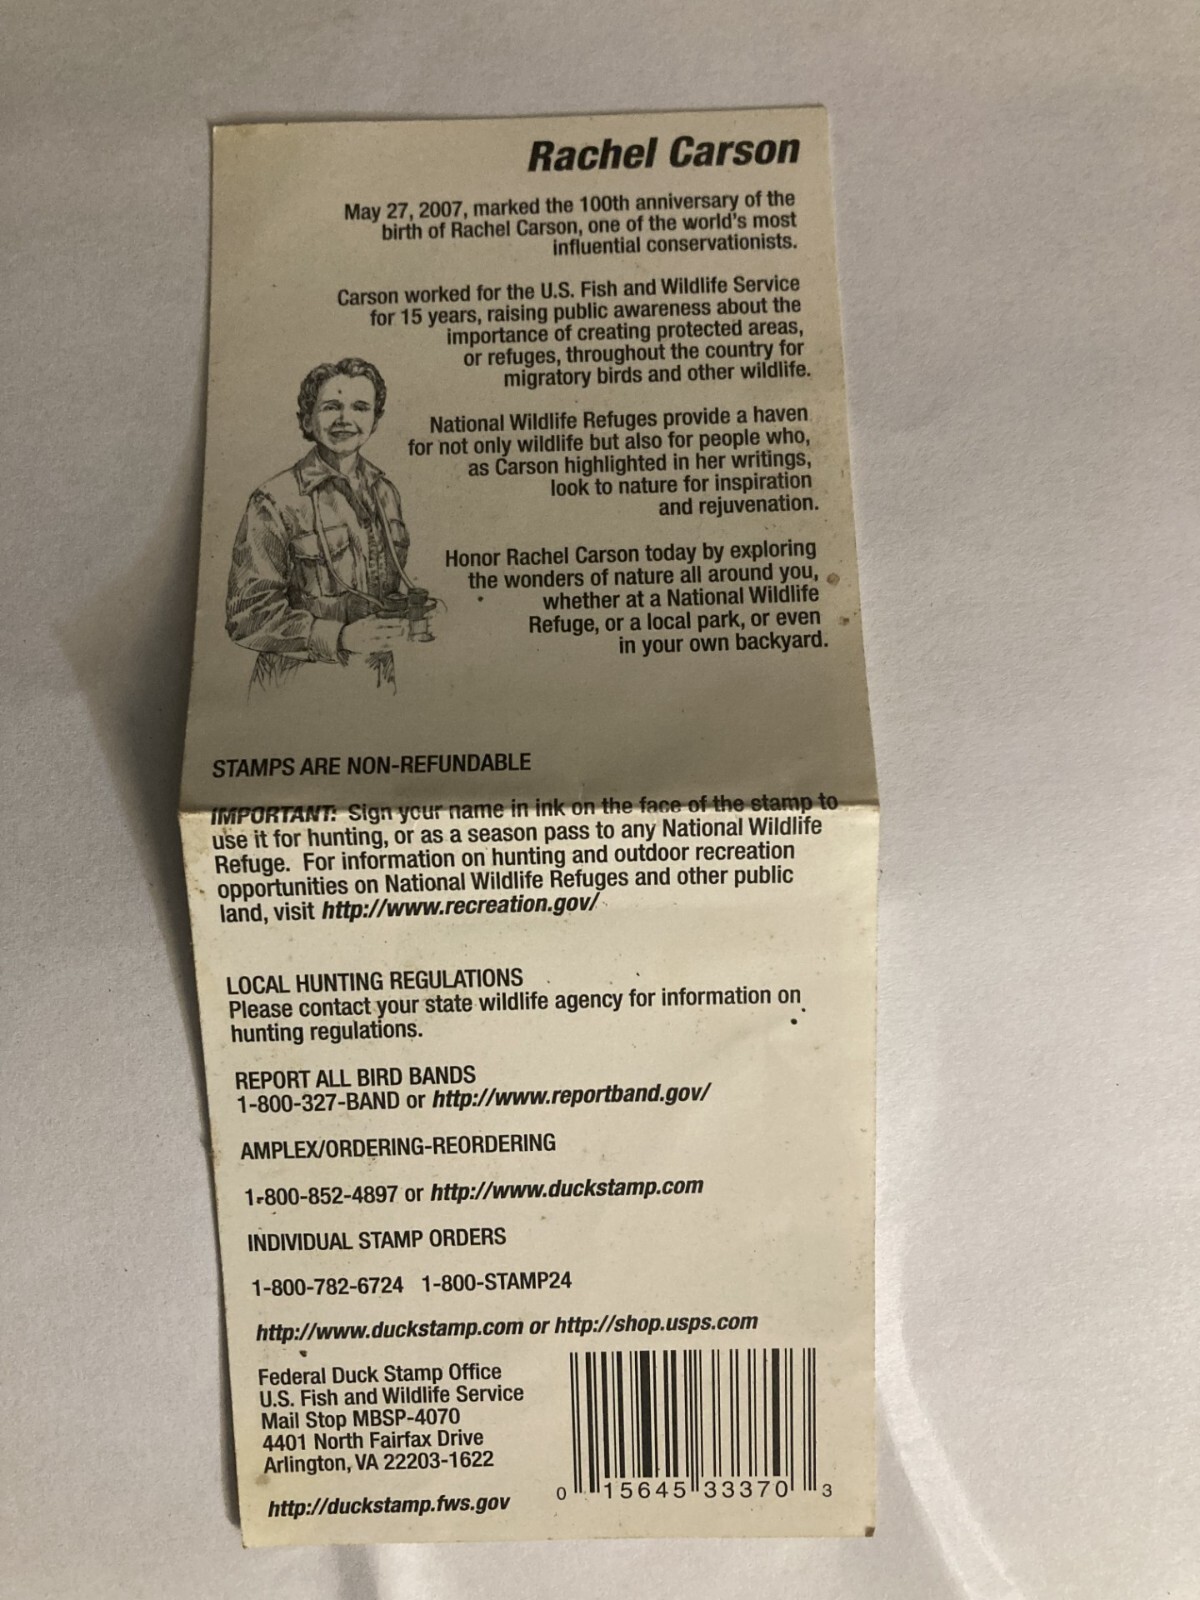 Rachel Carson
May 27, 2007, marked the 100th anniversary of the
birth of Rachel Carson, one of the world's most
influential conservationists.
Carson worked for the U.S. Fish and Wildlife Service
for 15 years, raising public awareness about the
importance of creating protected areas,
or refuges, throughout the country for
migratory birds and other wildlife.
National Wildlife Refuges provide a haven
for not only wildlife but also for people who,
as Carson highlighted in her writings,
look to nature for inspiration
and rejuvenation.
Honor Rachel Carson today by exploring
the wonders of nature all around you,
whether at a National Wildlife
Refuge, or a local park, or even
in your own backyard.
STAMPS ARE NON-REFUNDABLE
IMPORTANT: Sign your name in ink on the face of the stamp to
use it for hunting, or as a season pass to any National Wildlife
Refuge. For information on hunting and outdoor recreation
opportunities on National Wildlife Refuges and other public
land, visit http://www.recreation.gov/
LOCAL HUNTING REGULATIONS
Please contact your state wildlife agency for information on
hunting regulations.
REPORT ALL BIRD BANDS
1-800-327-BAND or http://www.reportband.gov/
AMPLEX/ORDERING-REORDERING
1-800-852-4897 or http://www.duckstamp.com
INDIVIDUAL STAMP ORDERS
1-800-782-6724 1-800-STAMP24
http://www.duckstamp.com or http://shop.usps.com
Federal Duck Stamp Office
U.S. Fish and Wildlife Service
Mail Stop MBSP-4070
4401 North Fairfax Drive
Arlington, VA 22203-1622
http://duckstamp.fws.gov
0 15645 33370 3